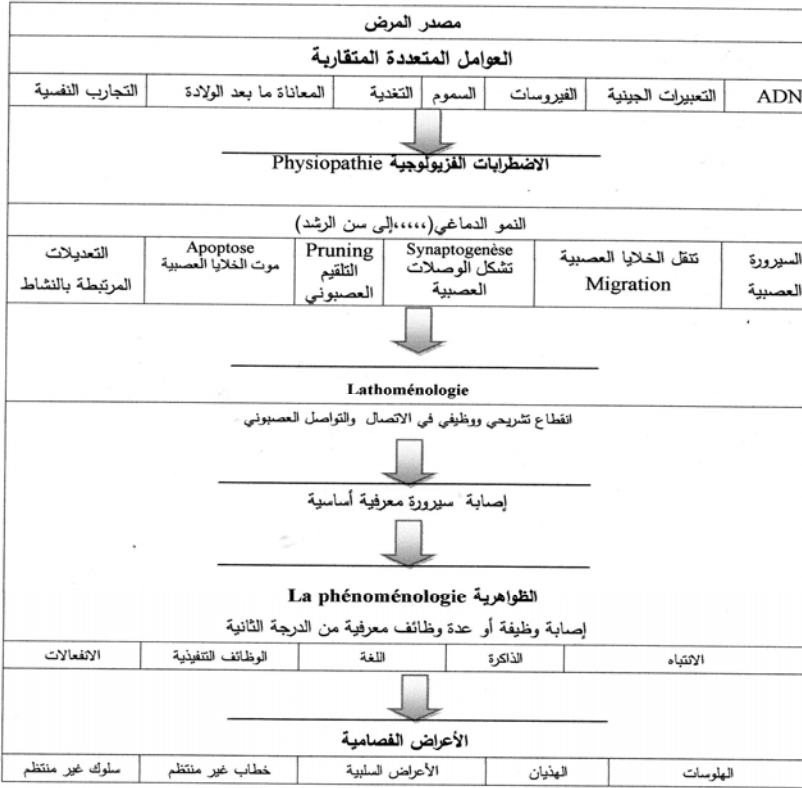 مصدر المرض
العوامل المتعددة المتقاربة
ADN التعبيرات الجينية الفيروسات السموم التغدية المعاناة ما بعد الولادة التجارب النفسية
الاضطرابات الفزيولوجية Physiopathie
النمو الدماغي(،،،،،إلى سن الرشد)
السيرورة العصبية
تنقل الخلايا العصبية
Migration
Synaptogenèse
تشكل الوصلات
العصبية
Pruning
التلقيم
العصبوني
Apoptose
موت الخلايا العصبية
التعديلات
المرتبطة بالنشاط
Lathoménologie
انقطاع تشريحي ووظيفي في الاتصال والتواصل العصبوني
إصابة سيرورة معرفية أساسية
الظواهرية La phénoménologie
إصابة وظيفة أو عدة وظائف معرفية من الدرجة الثانية
الانتباه الذاكرة اللغة الوظائف التنفيذية الانفعالات
الأعراض الفصامية
الهلوسات الهذيان الأعراض السلبية خطاب غير منتظم سلوك غير منتظم